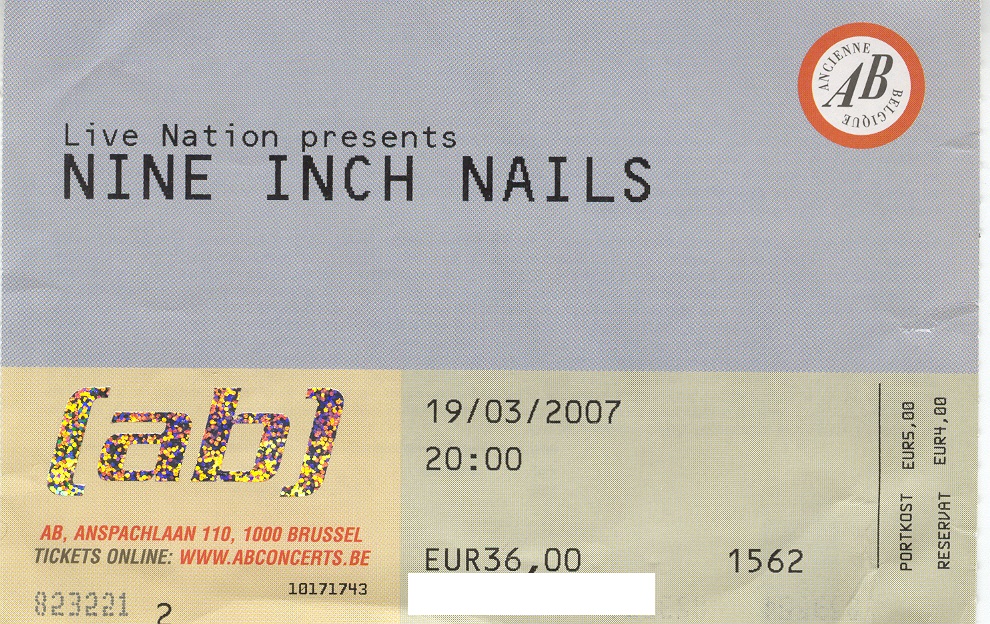 ANCIENNE BELGIQUE
AB
Live Nation presents
NINE INCH NAILS
[ab]
AB, ANSPACHLAAN 110, 1000 BRUSSEL
TICKETS ONLINE: WWW.ABCONCERTS.BE
10171743
823221 2
19/03/2007
20:00
EUR36,00 1562
PORTKOST EUR5,00
RESERVAT EUR4,00